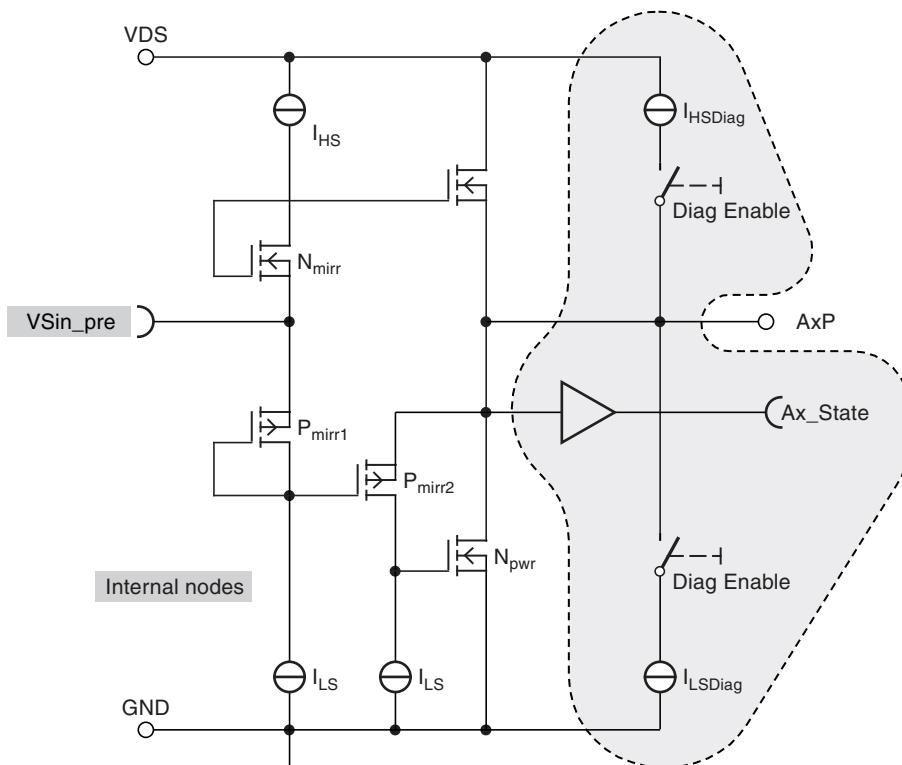 VDS
I_HS
I_HSDiag
Diag Enable
N_mirr
VSin_pre
AxP
P_mirr1
Ax_State
P_mirr2
N_pwr
Internal nodes
Diag Enable
I_LS
I_LS
I_LSDiag
GND